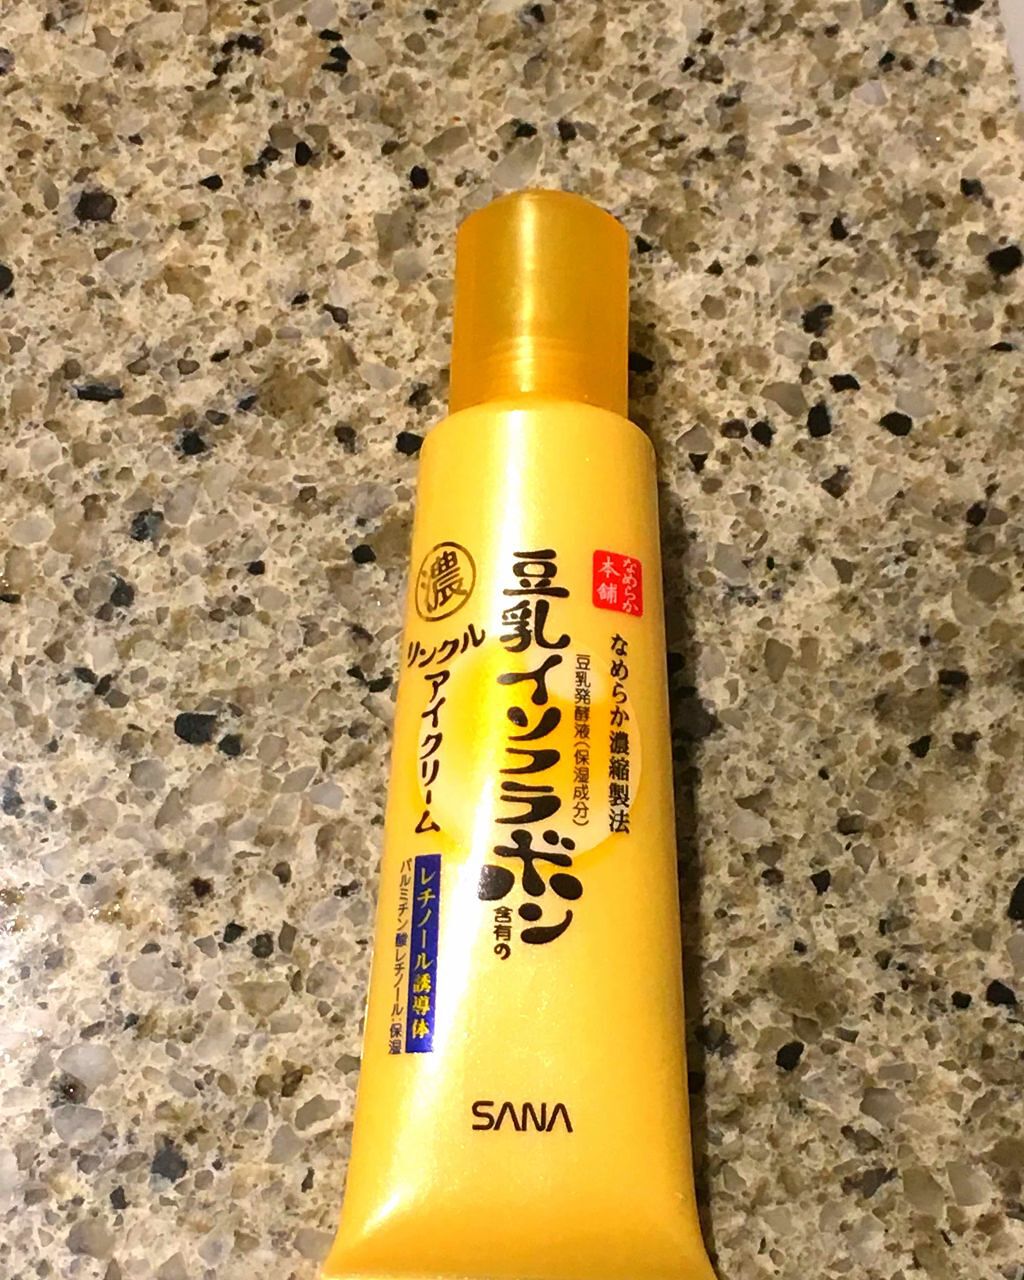 なめらか
本舗
なめらか濃縮製法
豆乳発酵液(保湿成分)
豆乳イソフラボン
含有の
濃
リンクル
アイクリーム
レチノール誘導体
パルミチン酸レチノール:保湿
SANA